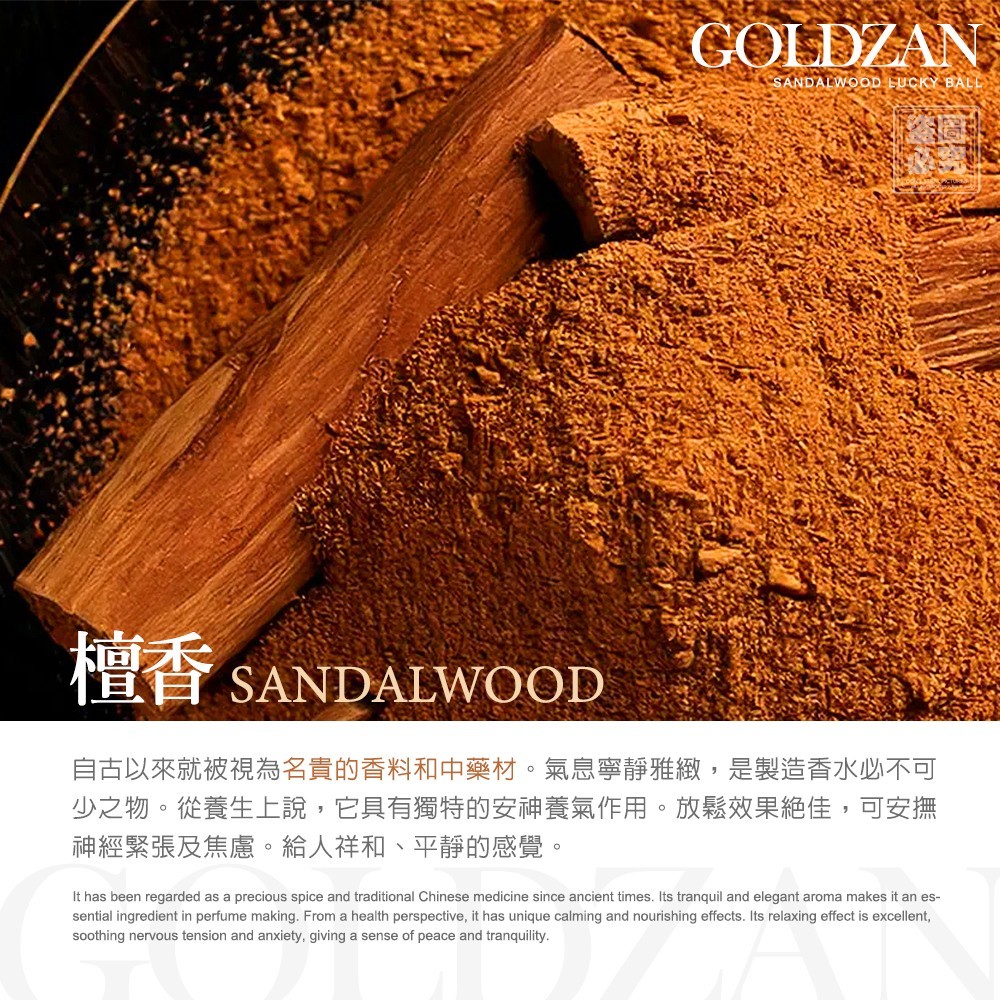 GOLDZAN
SANDALWOOD LUCKY BALL
盜圖
必究
檀香 SANDALWOOD
自古以來就被視為名貴的香料和中藥材。氣息寧靜雅緻，是製造香水必不可
少之物。從養生上說，它具有獨特的安神養氣作用。放鬆效果絕佳，可安撫
神經緊張及焦慮。給人祥和、平靜的感覺。
It has been regarded as a precious spice and traditional Chinese medicine since ancient times. Its tranquil and elegant aroma makes it an es-
sential ingredient in perfume making. From a health perspective, it has unique calming and nourishing effects. Its relaxing effect is excellent,
soothing nervous tension and anxiety, giving a sense of peace and tranquility.
GOLDZAN